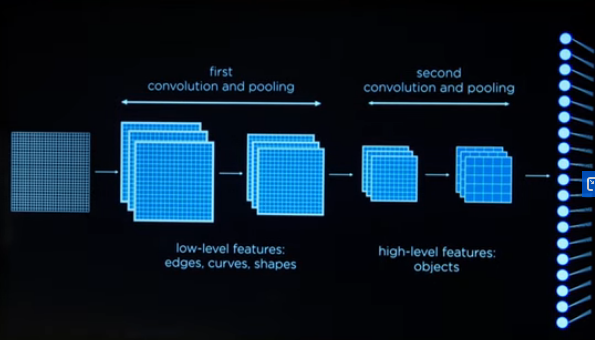 first
convolution and pooling
second
convolution and pooling
low-level features:
edges, curves, shapes
high-level features:
objects